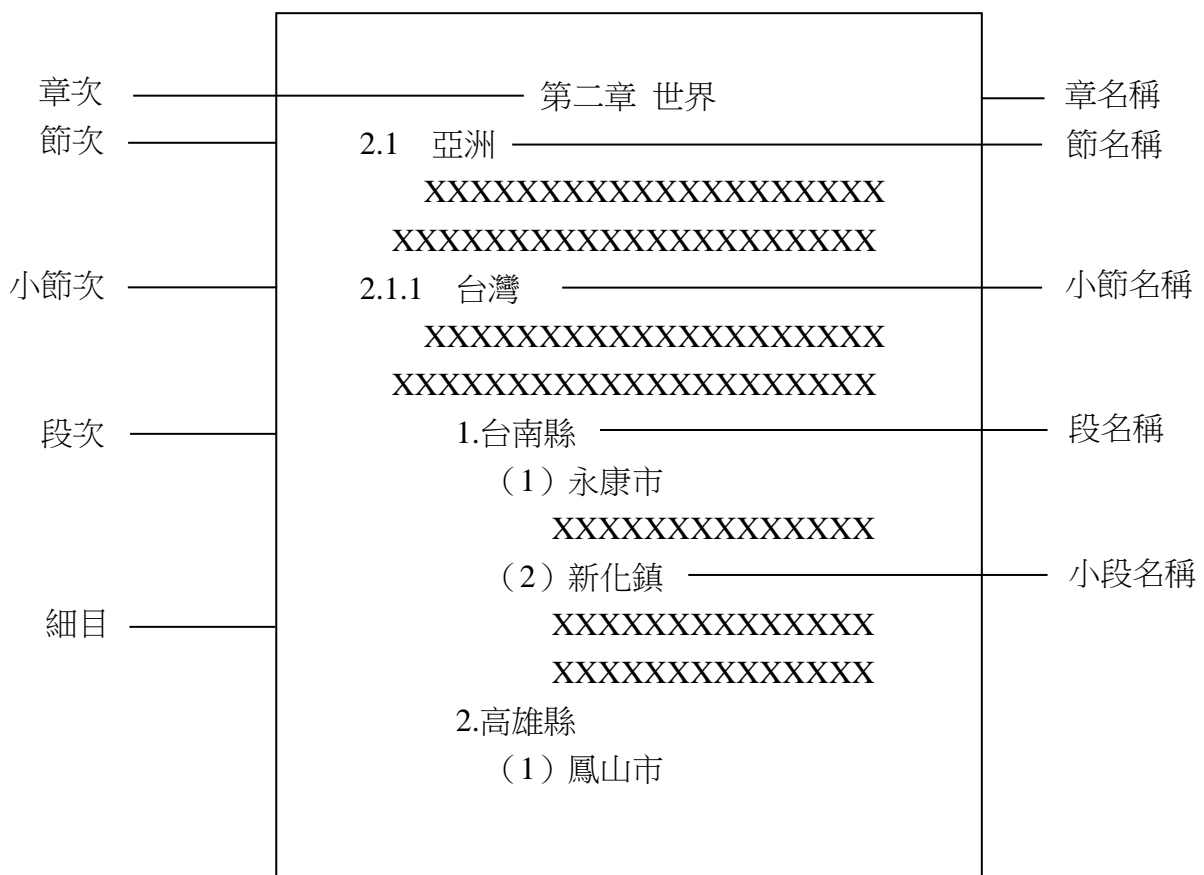 章次 第二章 世界 章名稱
節次 2.1 亞洲 節名稱
XXXXXXXXXXXXXXXXXXXX
XXXXXXXXXXXXXXXXXXXXX
小節次 2.1.1 台灣 小節名稱
XXXXXXXXXXXXXXXXXXXX
XXXXXXXXXXXXXXXXXXXXX
段次 1.台南縣 段名稱
（1）永康市
XXXXXXXXXXXXXX
（2）新化鎮 小段名稱
細目 XXXXXXXXXXXXXX
XXXXXXXXXXXXXX
2.高雄縣
（1）鳳山市